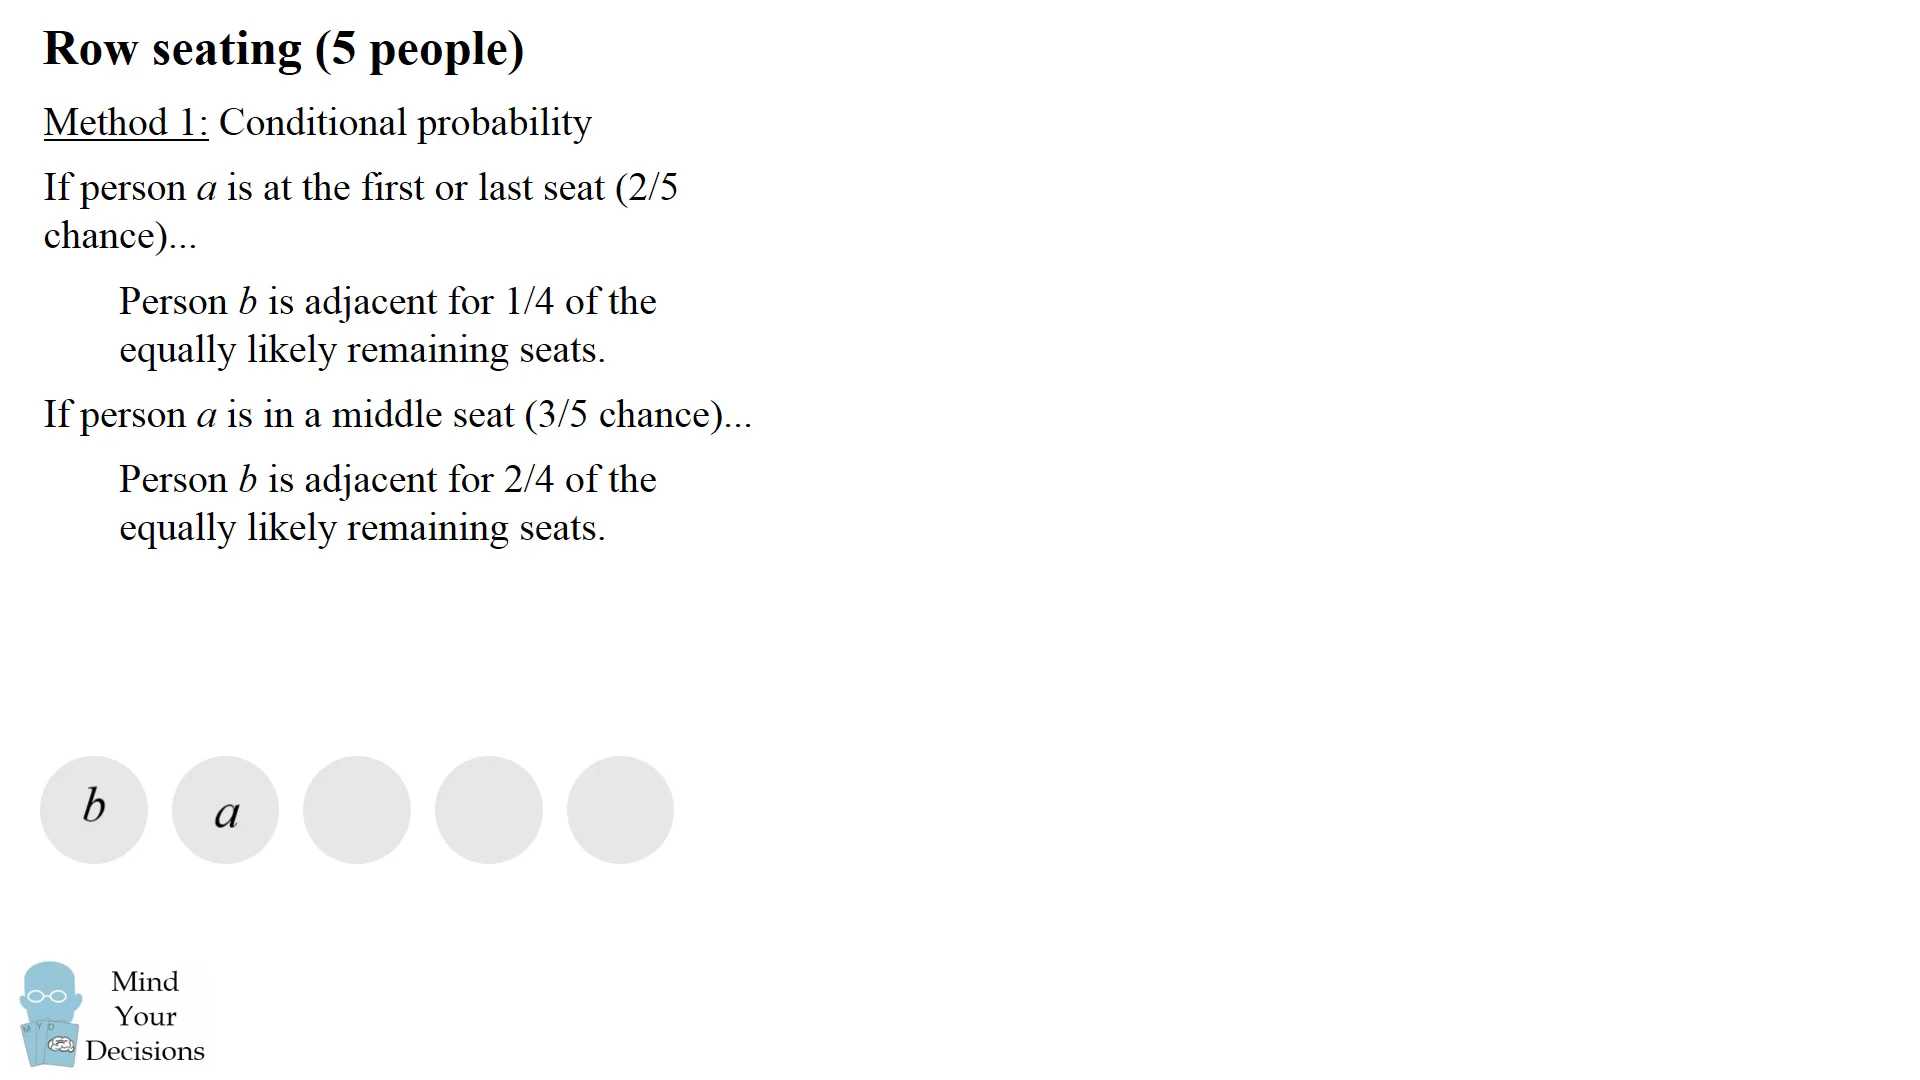 Row seating (5 people)
Method 1: Conditional probability
If person a is at the first or last seat (2/5
chance)...
Person b is adjacent for 1/4 of the
equally likely remaining seats.
If person a is in a middle seat (3/5 chance)...
Person b is adjacent for 2/4 of the
equally likely remaining seats.
b a
M Y D
Mind
Your
Decisions